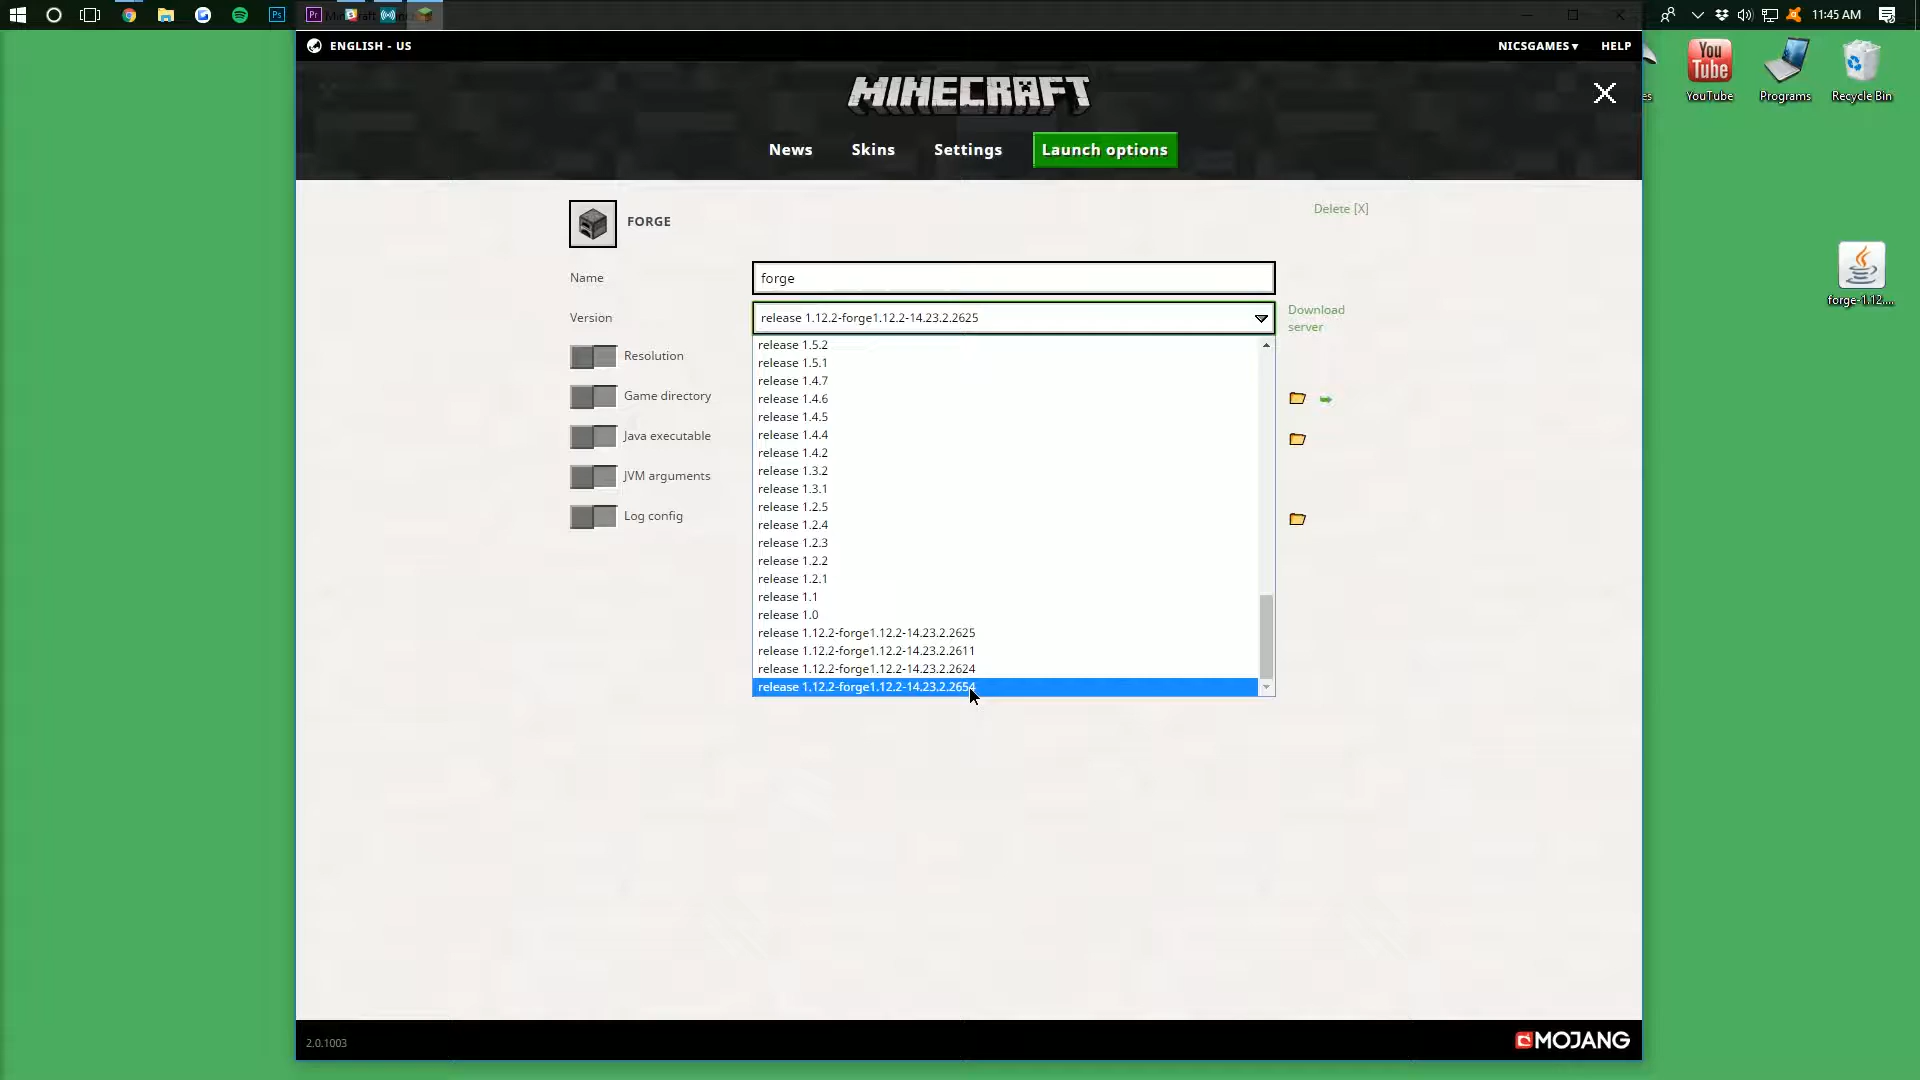 Ps
Pr
11:45 AM
ENGLISH - US
NICSGAMES▾
HELP
MINECRAFT
News
Skins
Settings
Launch options
You
Tube
YouTube
Programs
Recycle Bin
FORGE
Delete [X]
Name
forge
Version
release 1.12.2-forge1.12.2-14.23.2.2625
Download
server
forge-1.12....
Resolution
Game directory
Java executable
JVM arguments
Log config
release 1.5.2
release 1.5.1
release 1.4.7
release 1.4.6
release 1.4.5
release 1.4.4
release 1.4.2
release 1.3.2
release 1.3.1
release 1.2.5
release 1.2.4
release 1.2.3
release 1.2.2
release 1.2.1
release 1.1
release 1.0
release 1.12.2-forge1.12.2-14.23.2.2625
release 1.12.2-forge1.12.2-14.23.2.2611
release 1.12.2-forge1.12.2-14.23.2.2624
release 1.12.2-forge1.12.2-14.23.2.2654
2.0.1003
MOJANG